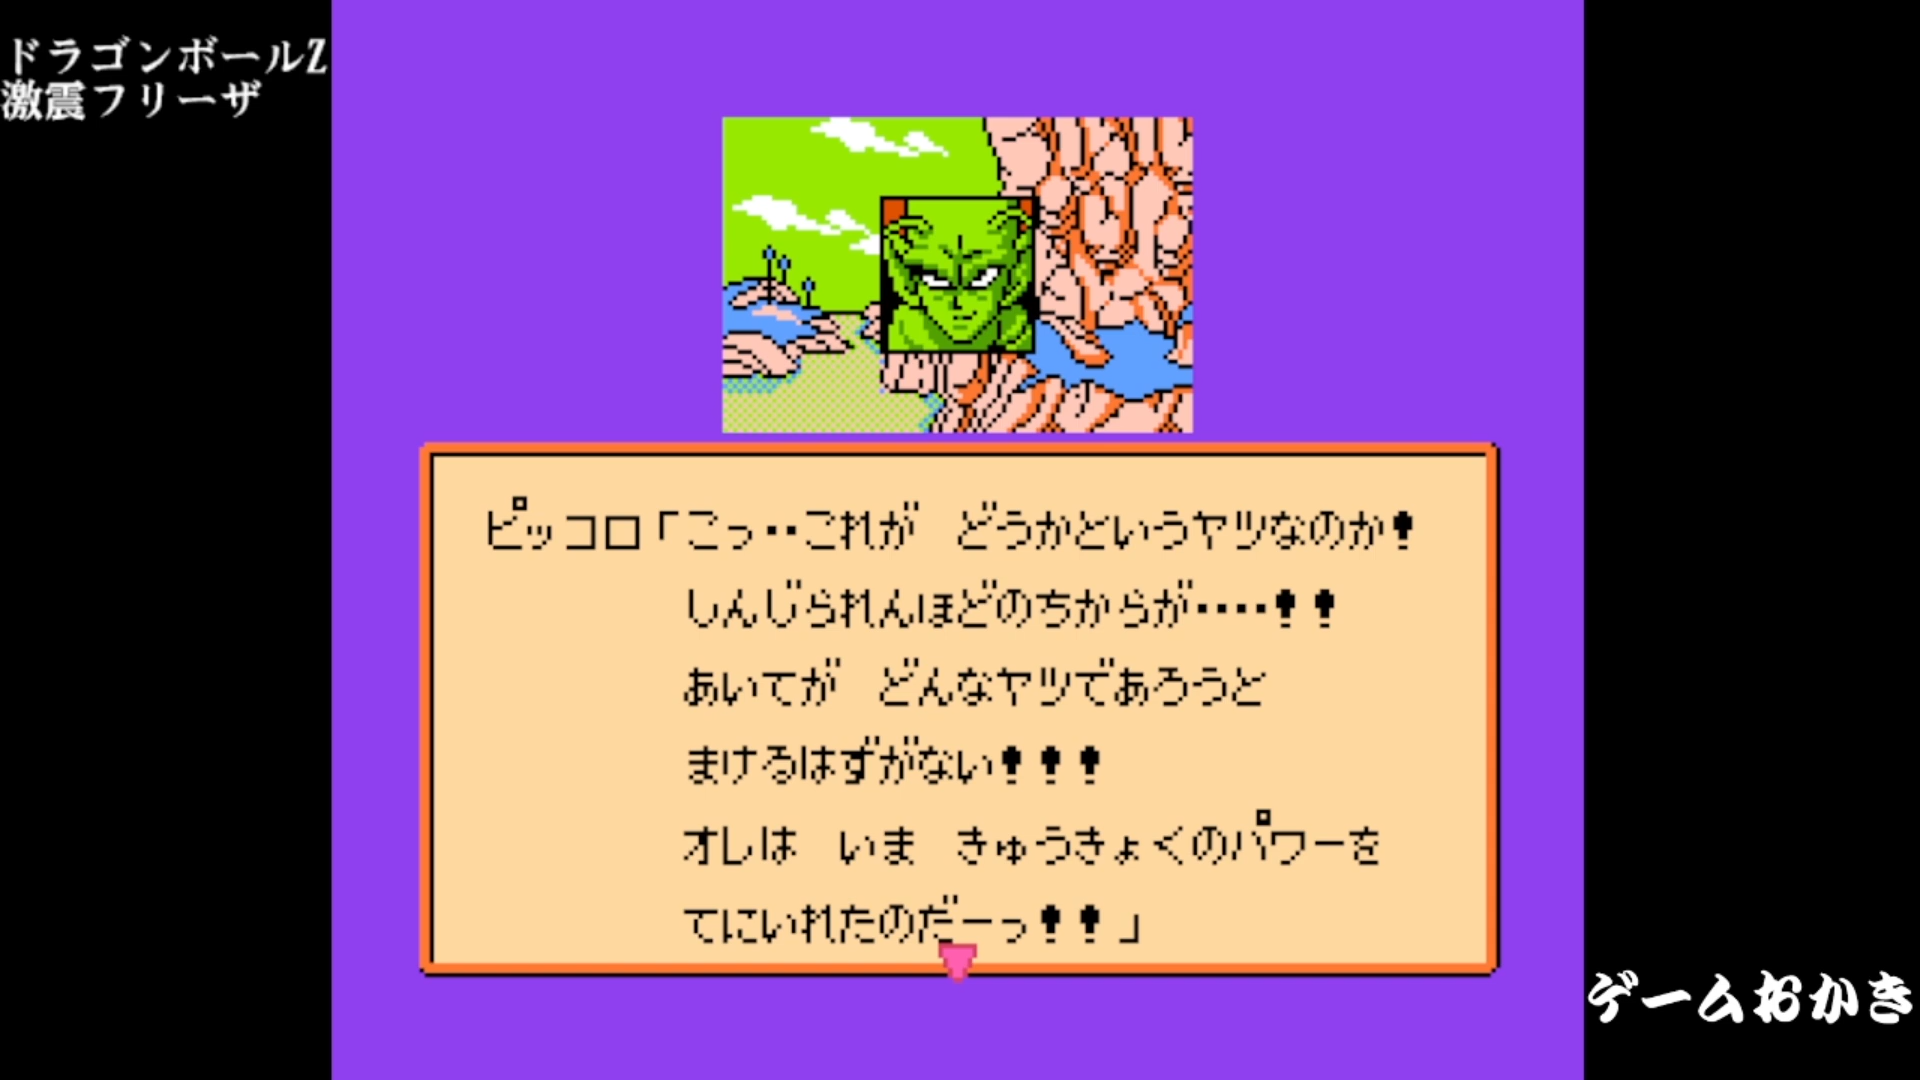 ドラゴンボールZ
激震フリーザ
ピッコロ「こっ‥これが　どうかというヤツなのか!
しんじられんほどのちからが‥‥!!
あいてが　どんなヤツであろうと
まけるはずがない!!!
オレは　いま　きゅうきょくのパワーを
てにいれたのだーっ!!」
ゲームおかき